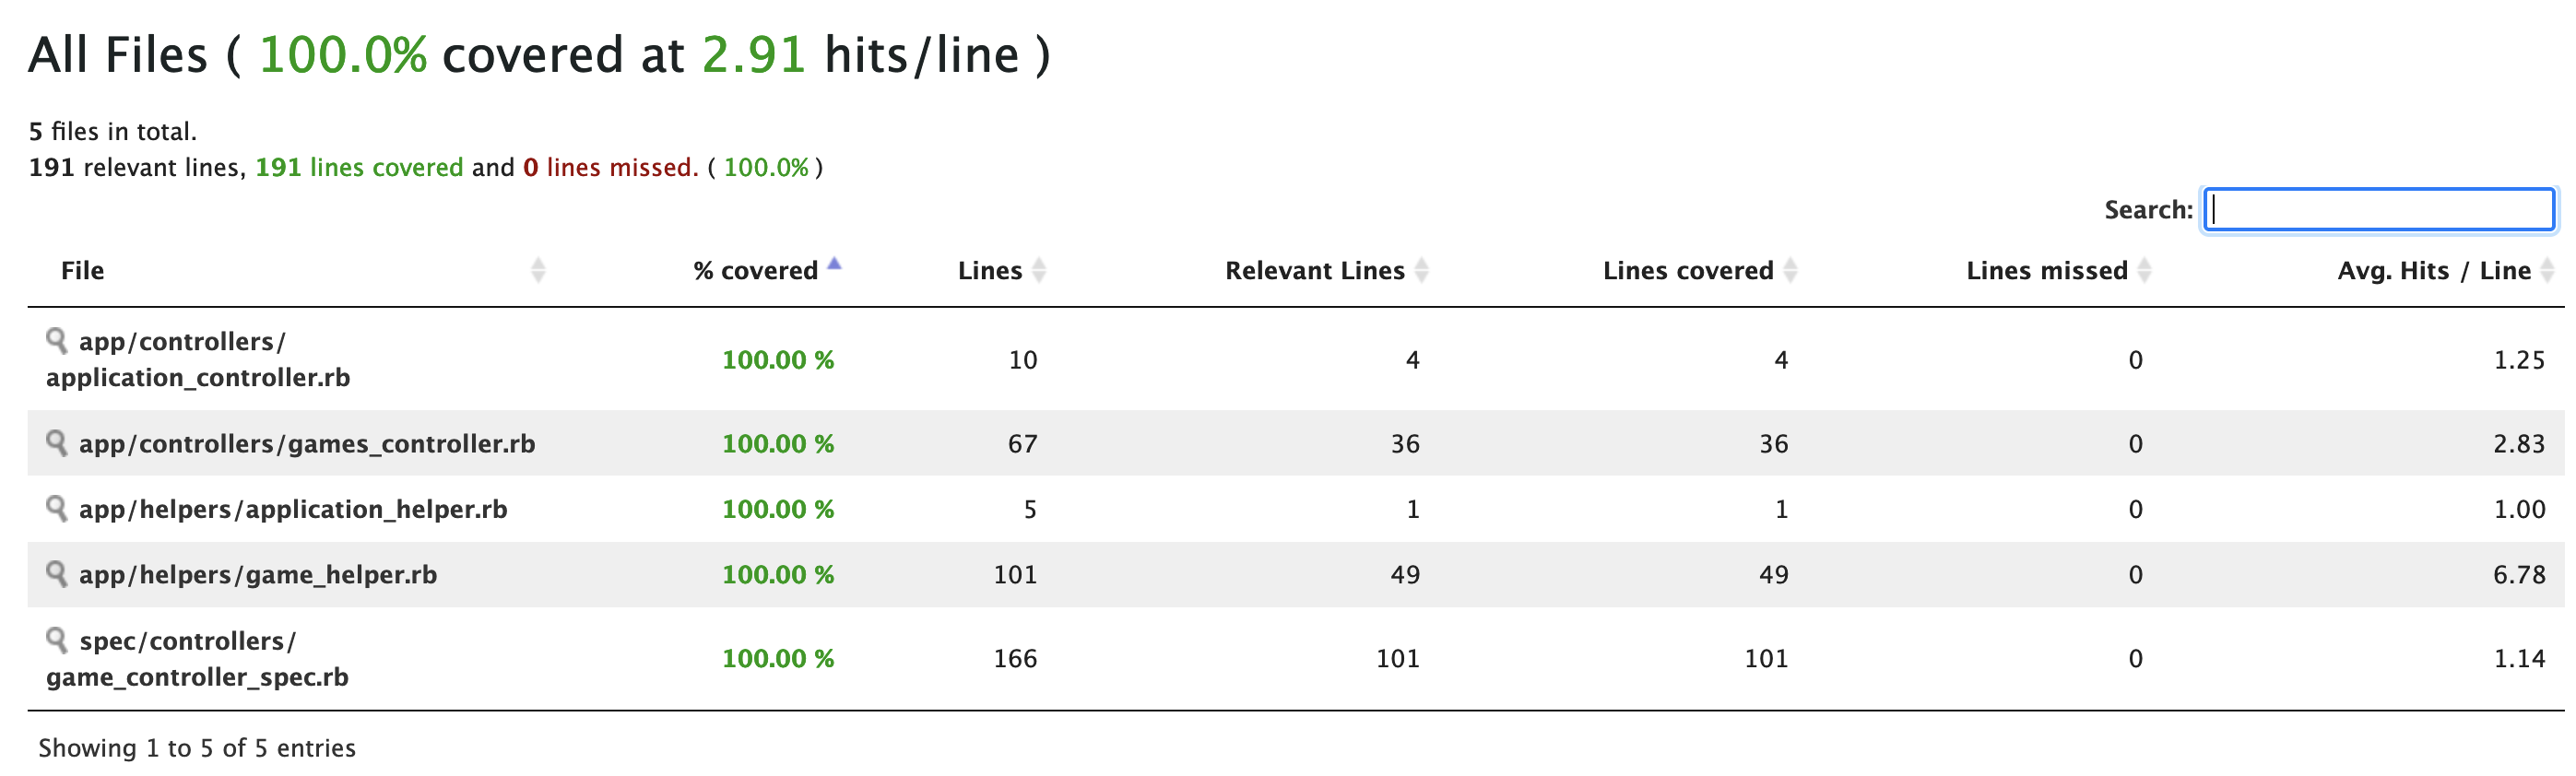 All Files ( 100.0% covered at 2.91 hits/line )
5 files in total.
191 relevant lines, 191 lines covered and 0 lines missed. ( 100.0% )
Search:
File % covered Lines Relevant Lines Lines covered Lines missed Avg. Hits / Line
app/controllers/
application_controller.rb 100.00 % 10 4 4 0 1.25
app/controllers/games_controller.rb 100.00 % 67 36 36 0 2.83
app/helpers/application_helper.rb 100.00 % 5 1 1 0 1.00
app/helpers/game_helper.rb 100.00 % 101 49 49 0 6.78
spec/controllers/
game_controller_spec.rb 100.00 % 166 101 101 0 1.14
Showing 1 to 5 of 5 entries